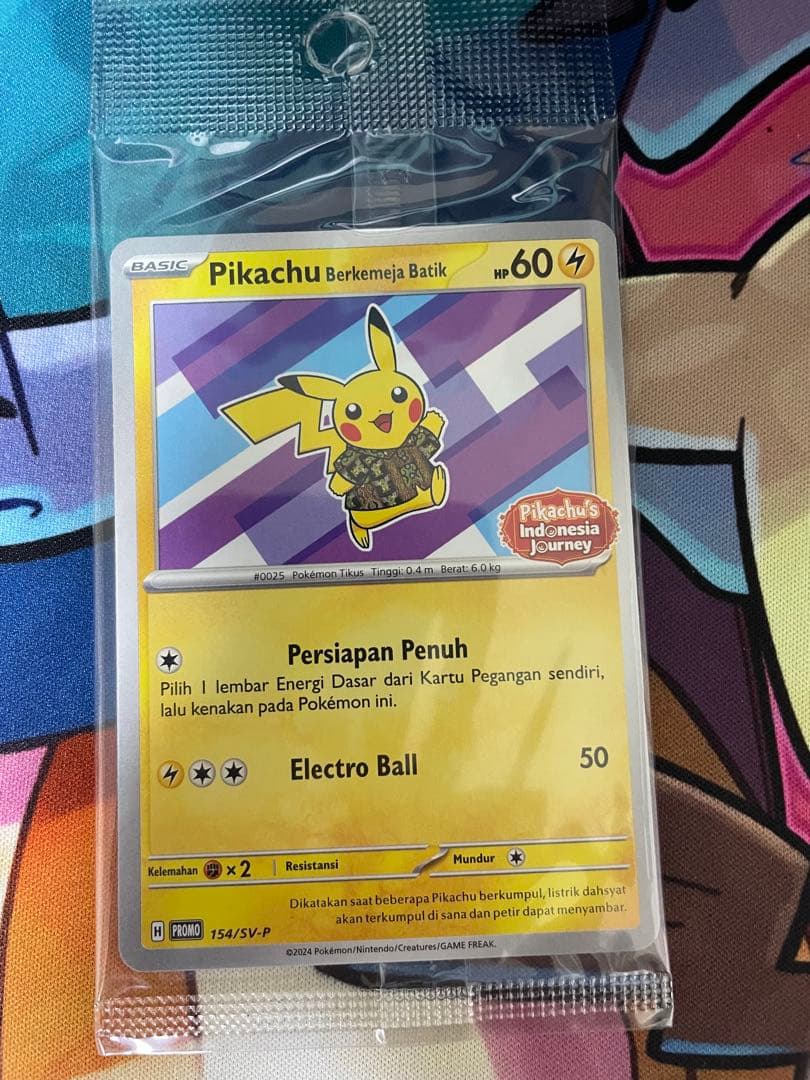 BASIC Pikachu Berkemeja Batik HP 60
Pikachu's
Indonesia
Journey
#0025 Pokémon Tikus Tinggi: 0.4 m Berat: 6.0 kg
Persiapan Penuh
Pilih 1 lembar Energi Dasar dari Kartu Pegangan sendiri,
lalu kenakan pada Pokémon ini.
Electro Ball 50
Kelemahan ×2 Resistansi Mundur
Dikatakan saat beberapa Pikachu berkumpul, listrik dahsyat
akan terkumpul di sana dan petir dapat menyambar.
H PROMO 154/SV-P
©2024 Pokémon/Nintendo/Creatures/GAME FREAK.